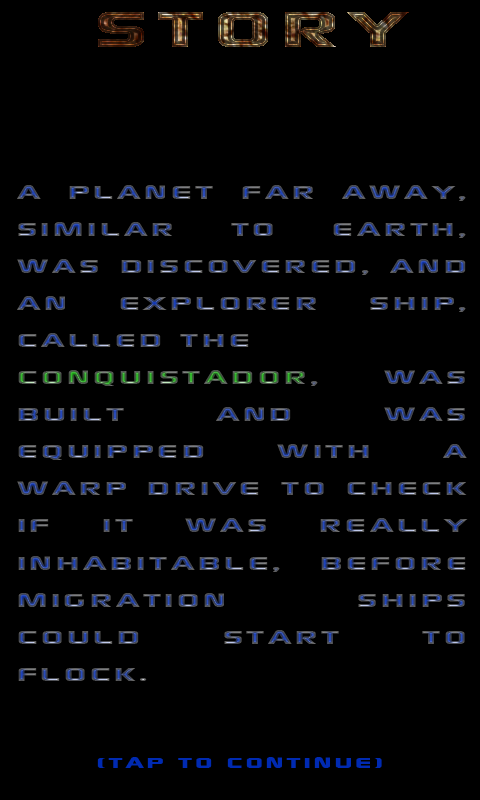 STORY
A PLANET FAR AWAY,
SIMILAR TO EARTH,
WAS DISCOVERED, AND
AN EXPLORER SHIP,
CALLED THE
CONQUISTADOR, WAS
BUILT AND WAS
EQUIPPED WITH A
WARP DRIVE TO CHECK
IF IT WAS REALLY
INHABITABLE, BEFORE
MIGRATION SHIPS
COULD START TO
FLOCK.
(TAP TO CONTINUE)